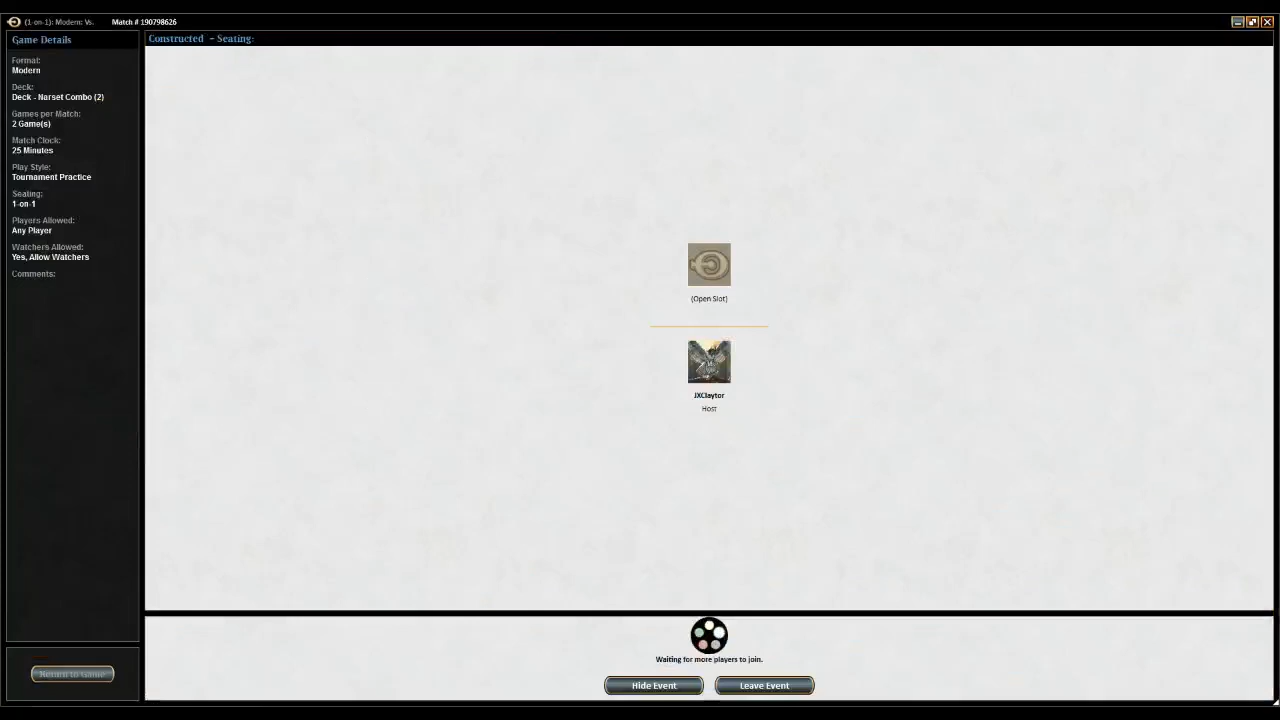 (1-on-1): Modern: Vs. Match # 190798626
Game Details
Format:
Modern
Deck:
Deck - Narset Combo (2)
Games per Match:
2 Game(s)
Match Clock:
25 Minutes
Play Style:
Tournament Practice
Seating:
1-on-1
Players Allowed:
Any Player
Watchers Allowed:
Yes, Allow Watchers
Comments:
Return to Game
Constructed - Seating:
(Open Slot)
JXClaytor
Host
Waiting for more players to join.
Hide Event Leave Event